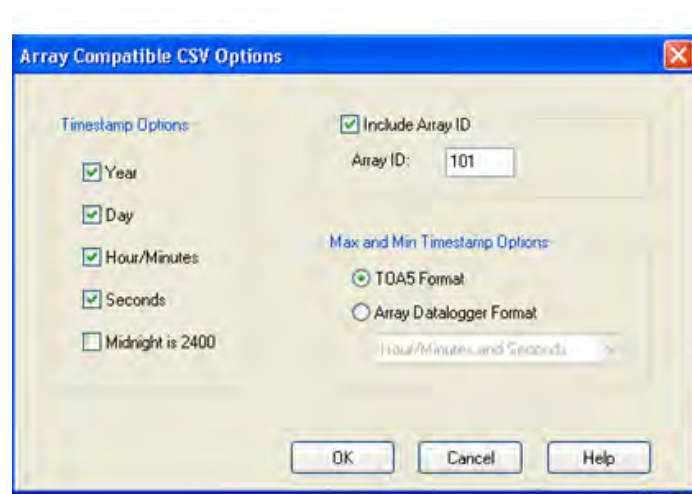 Array Compatible CSV Options
Timestamp Options
Year
Day
Hour/Minutes
Seconds
Midnight is 2400
Include Array ID
Array ID: 101
Max and Min Timestamp Options
TOA5 Format
Array Datalogger Format
Hour/Minutes and Seconds
OK Cancel Help